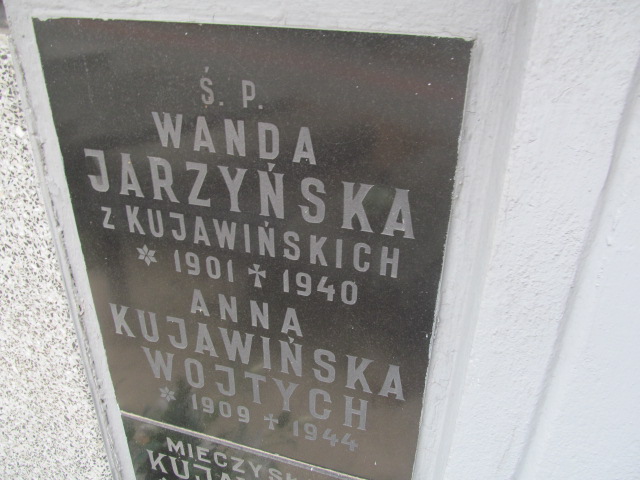 Ś. P.
WANDA
JARZYŃSKA
Z KUJAWIŃSKICH
* 1901 ✝ 1940
ANNA
KUJAWIŃSKA
WOJTYCH
* 1909 ✝ 1944